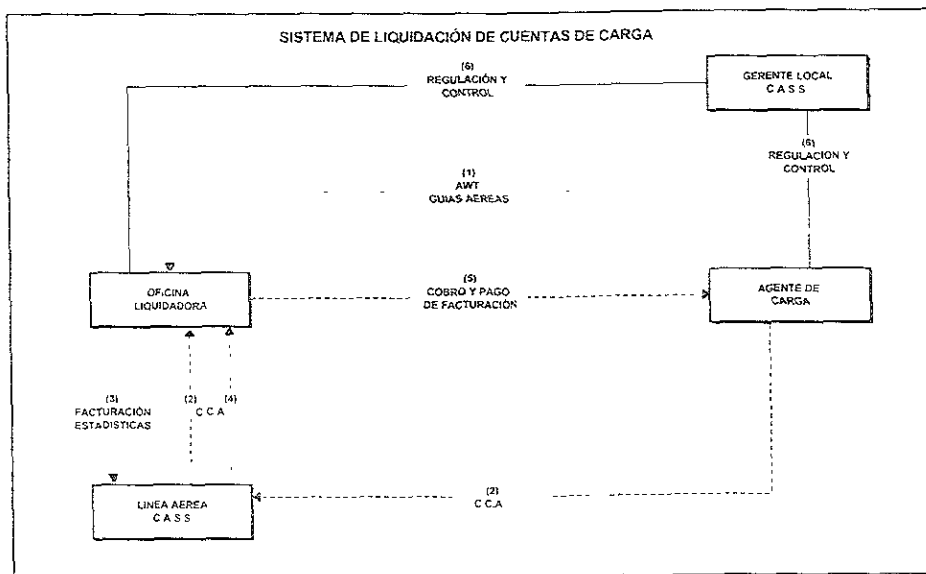 SISTEMA DE LIQUIDACIÓN DE CUENTAS DE CARGA
(6)
REGULACIÓN Y
CONTROL
GERENTE LOCAL
C A S S
(6)
REGULACION Y
CONTROL
(1)
AWT
GUIAS AEREAS
OFICINA
LIQUIDADORA
(5)
COBRO Y PAGO
DE FACTURACIÓN
AGENTE DE
CARGA
(3)
FACTURACIÓN
ESTADISTICAS
(2) (4)
C C A
LINEA AEREA
C A S S
(2)
C C A